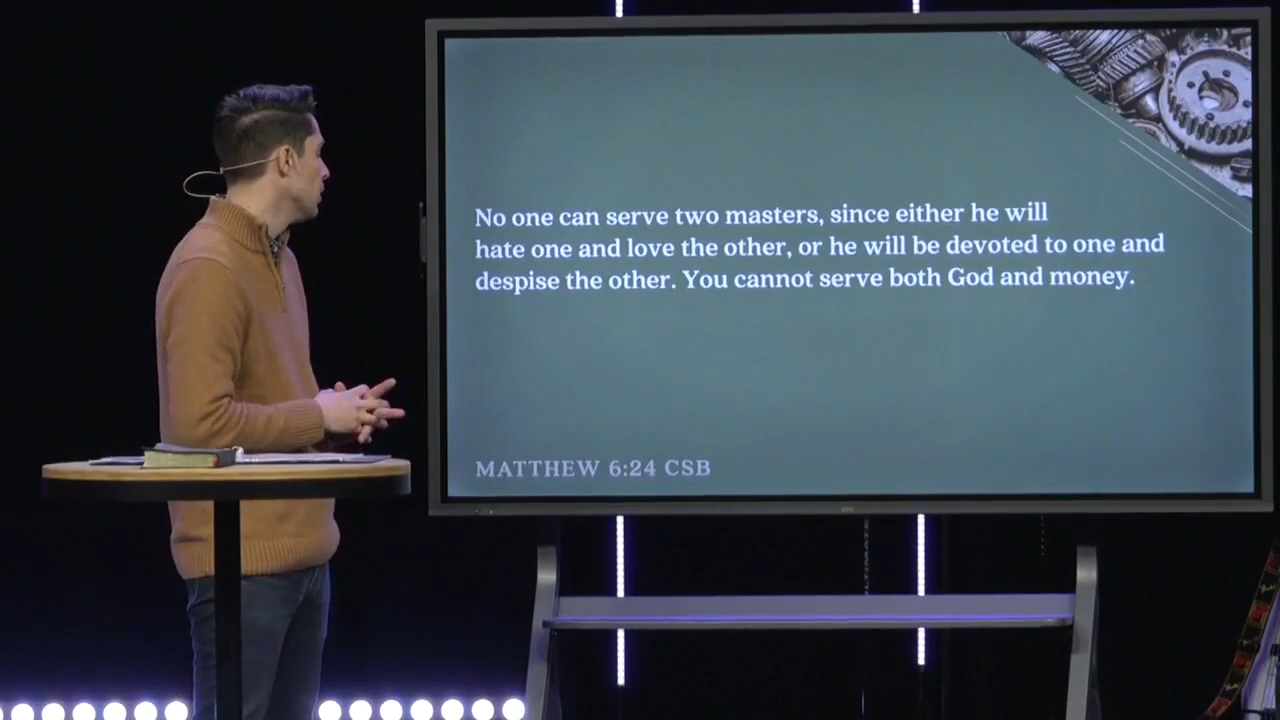 No one can serve two masters, since either he will
hate one and love the other, or he will be devoted to one and
despise the other. You cannot serve both God and money.
MATTHEW 6:24 CSB